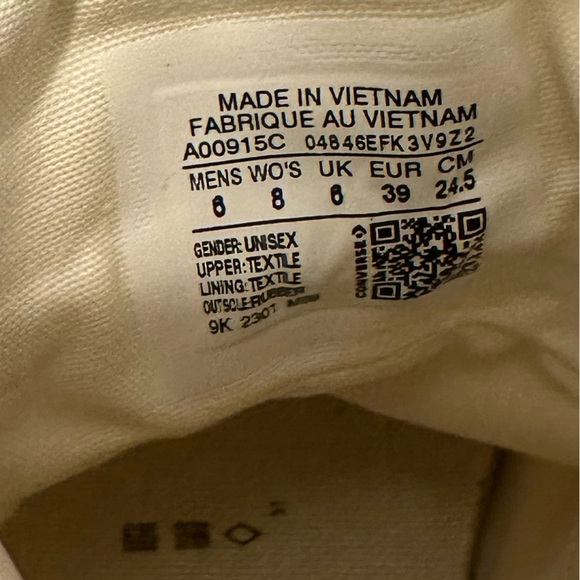 MADE IN VIETNAM
FABRIQUE AU VIETNAM
A00915C 04846EFK3V9Z2
MENS WO'S UK EUR CM
6 8 6 39 24.5
GENDER: UNISEX
UPPER: TEXTILE
LINING: TEXTILE
OUTSOLE: RUBBER
9K 2301
CONVERSE